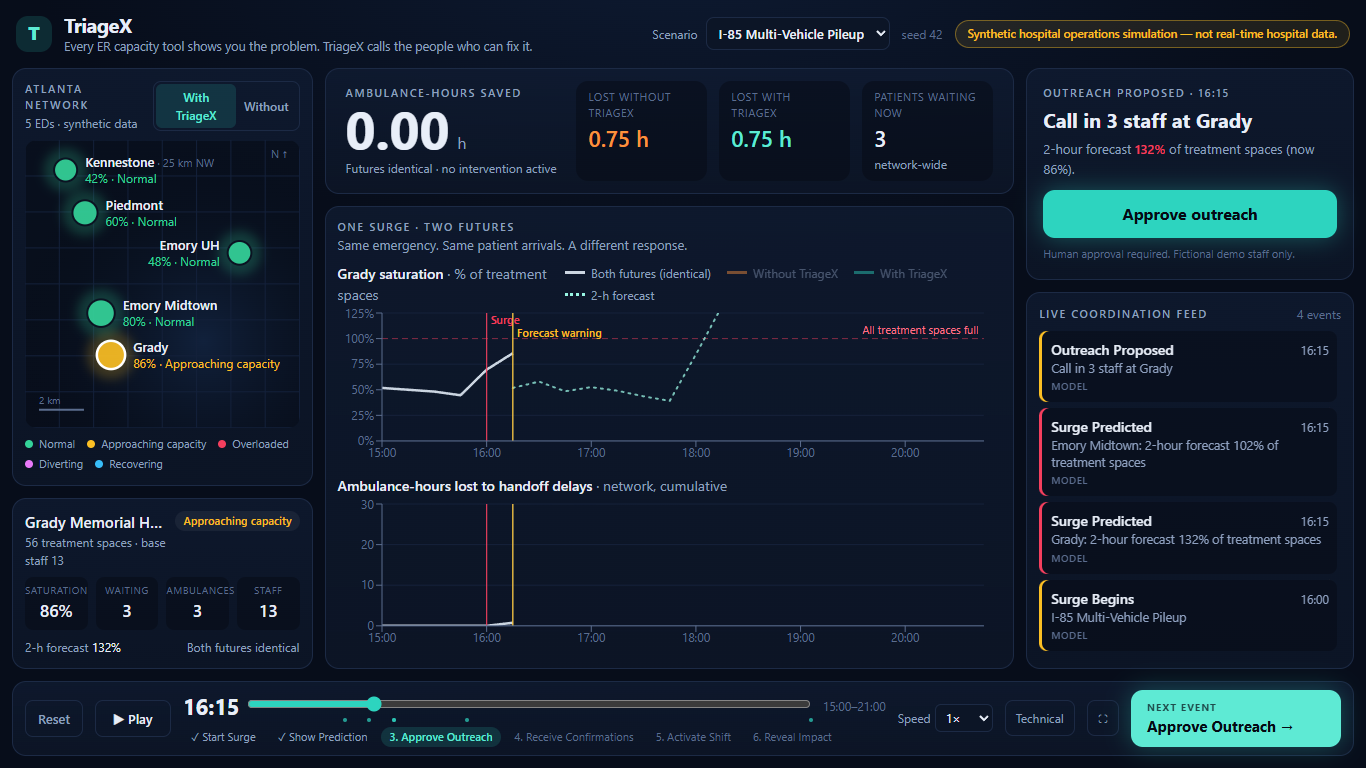 T
TriageX
Every ER capacity tool shows you the problem. TriageX calls the people who can fix it.
Scenario
I-85 Multi-Vehicle Pileup
seed 42
Synthetic hospital operations simulation — not real-time hospital data.
ATLANTA
NETWORK
5 EDs · synthetic data
With
TriageX
Without
N ↑
Kennestone · 25 km NW
42% · Normal
Piedmont
60% · Normal
Emory UH
48% · Normal
Emory Midtown
80% · Normal
Grady
86% · Approaching capacity
2 km
Normal
Approaching capacity
Overloaded
Diverting
Recovering
Grady Memorial H...
Approaching capacity
56 treatment spaces · base
staff 13
SATURATION
86%
WAITING
3
AMBULANCES
3
STAFF
13
2-h forecast 132%
Both futures identical
AMBULANCE-HOURS SAVED
0.00 h
Futures identical · no intervention active
LOST WITHOUT
TRIAGEX
0.75 h
LOST WITH
TRIAGEX
0.75 h
PATIENTS WAITING
NOW
3
network-wide
ONE SURGE · TWO FUTURES
Same emergency. Same patient arrivals. A different response.
Grady saturation · % of treatment
spaces
Both futures (identical)
Without TriageX
With TriageX
2-h forecast
125%
100%
75%
50%
25%
0%
Surge
Forecast warning
All treatment spaces full
15:00
16:00
17:00
18:00
19:00
20:00
Ambulance-hours lost to handoff delays · network, cumulative
30
20
10
0
15:00
16:00
17:00
18:00
19:00
20:00
OUTREACH PROPOSED · 16:15
Call in 3 staff at Grady
2-hour forecast 132% of treatment spaces (now
86%).
Approve outreach
Human approval required. Fictional demo staff only.
LIVE COORDINATION FEED
4 events
Outreach Proposed
16:15
Call in 3 staff at Grady
MODEL
Surge Predicted
16:15
Emory Midtown: 2-hour forecast 102% of
treatment spaces
MODEL
Surge Predicted
16:15
Grady: 2-hour forecast 132% of treatment spaces
MODEL
Surge Begins
16:00
I-85 Multi-Vehicle Pileup
MODEL
Reset
▶ Play
16:15
15:00–21:00
✓ Start Surge
✓ Show Prediction
3. Approve Outreach
4. Receive Confirmations
5. Activate Shift
6. Reveal Impact
Speed
1×
Technical
NEXT EVENT
Approve Outreach →